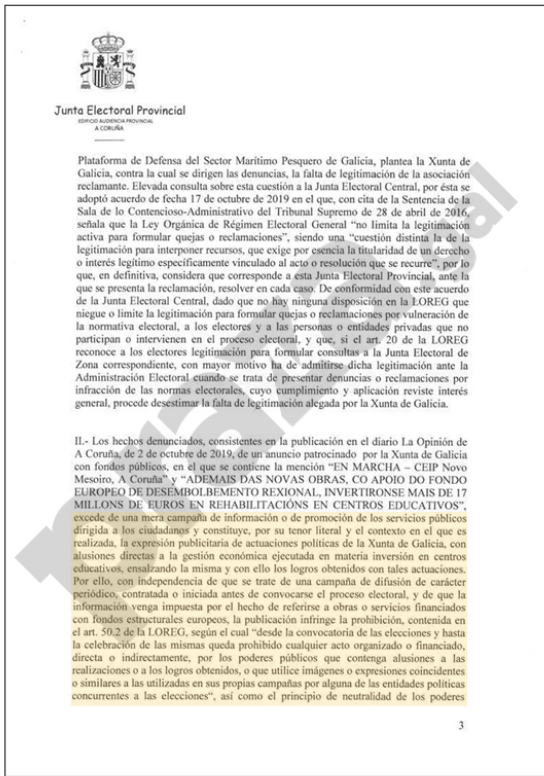 Junta Electoral Provincial
EDIFICIO AUDIENCIA PROVINCIAL
A CORUÑA
Plataforma de Defensa del Sector Marítimo Pesquero de Galicia, plantea la Xunta de
Galicia, contra la cual se dirigen las denuncias, la falta de legitimación de la asociación
reclamante. Elevada consulta sobre esta cuestión a la Junta Electoral Central, por ésta se
adoptó acuerdo de fecha 17 de octubre de 2019 en el que, con cita de la Sentencia de la
Sala de lo Contencioso-Administrativo del Tribunal Supremo de 28 de abril de 2016,
señala que la Ley Orgánica de Régimen Electoral General “no limita la legitimación
activa para formular quejas o reclamaciones”, siendo una “cuestión distinta la de la
legitimación para interponer recursos, que exige por esencia la titularidad de un derecho
o interés legítimo específicamente vinculado al acto o resolución que se recurre”, por lo
que, en definitiva, considera que corresponde a esta Junta Electoral Provincial, ante la
que se presenta la reclamación, resolver en cada caso. De conformidad con este acuerdo
de la Junta Electoral Central, dado que no hay ninguna disposición en la LOREG que
niegue o limite la legitimación para formular quejas o reclamaciones por vulneración de
la normativa electoral, a los electores y a las personas o entidades privadas que no
participan o intervienen en el proceso electoral, y que, si el art. 20 de la LOREG
reconoce a los electores legitimación para formular consultas a la Junta Electoral de
Zona correspondiente, con mayor motivo ha de admitirse dicha legitimación ante la
Administración Electoral cuando se trata de presentar denuncias o reclamaciones por
infracción de las normas electorales, cuyo cumplimiento y aplicación reviste interés
general, procede desestimar la falta de legitimación alegada por la Xunta de Galicia.
II.- Los hechos denunciados, consistentes en la publicación en el diario La Opinión de
A Coruña, de 2 de octubre de 2019, de un anuncio patrocinado por la Xunta de Galicia
con fondos públicos, en el que se contiene la mención “EN MARCHA – CEIP Novo
Mesoiro, A Coruña” y “ADEMAIS DAS NOVAS OBRAS, CO APOIO DO FONDO
EUROPEO DE DESEMBOLBEMENTO REXIONAL, INVERTIRONSE MAIS DE 17
MILLONS DE EUROS EN REHABILITACIÓNS EN CENTROS EDUCATIVOS”,
excede de una mera campaña de información o de promoción de los servicios públicos
dirigida a los ciudadanos y constituye, por su tenor literal y el contexto en el que es
realizada, la expresión publicitaria de actuaciones políticas de la Xunta de Galicia, con
alusiones directas a la gestión económica ejecutada en materia inversión en centros
educativos, ensalzando la misma y con ello los logros obtenidos con tales actuaciones.
Por ello, con independencia de que se trate de una campaña de difusión de carácter
periódico, contratada o iniciada antes de convocarse el proceso electoral, y de que la
información venga impuesta por el hecho de referirse a obras o servicios financiados
con fondos estructurales europeos, la publicación infringe la prohibición, contenida en
el art. 50.2 de la LOREG, según el cual “desde la convocatoria de las elecciones y hasta
la celebración de las mismas queda prohibido cualquier acto organizado o financiado,
directa o indirectamente, por los poderes públicos que contenga alusiones a las
realizaciones o a los logros obtenidos, o que utilice imágenes o expresiones coincidentes
o similares a las utilizadas en sus propias campañas por alguna de las entidades políticas
concurrentes a las elecciones“, así como el principio de neutralidad de los poderes
3